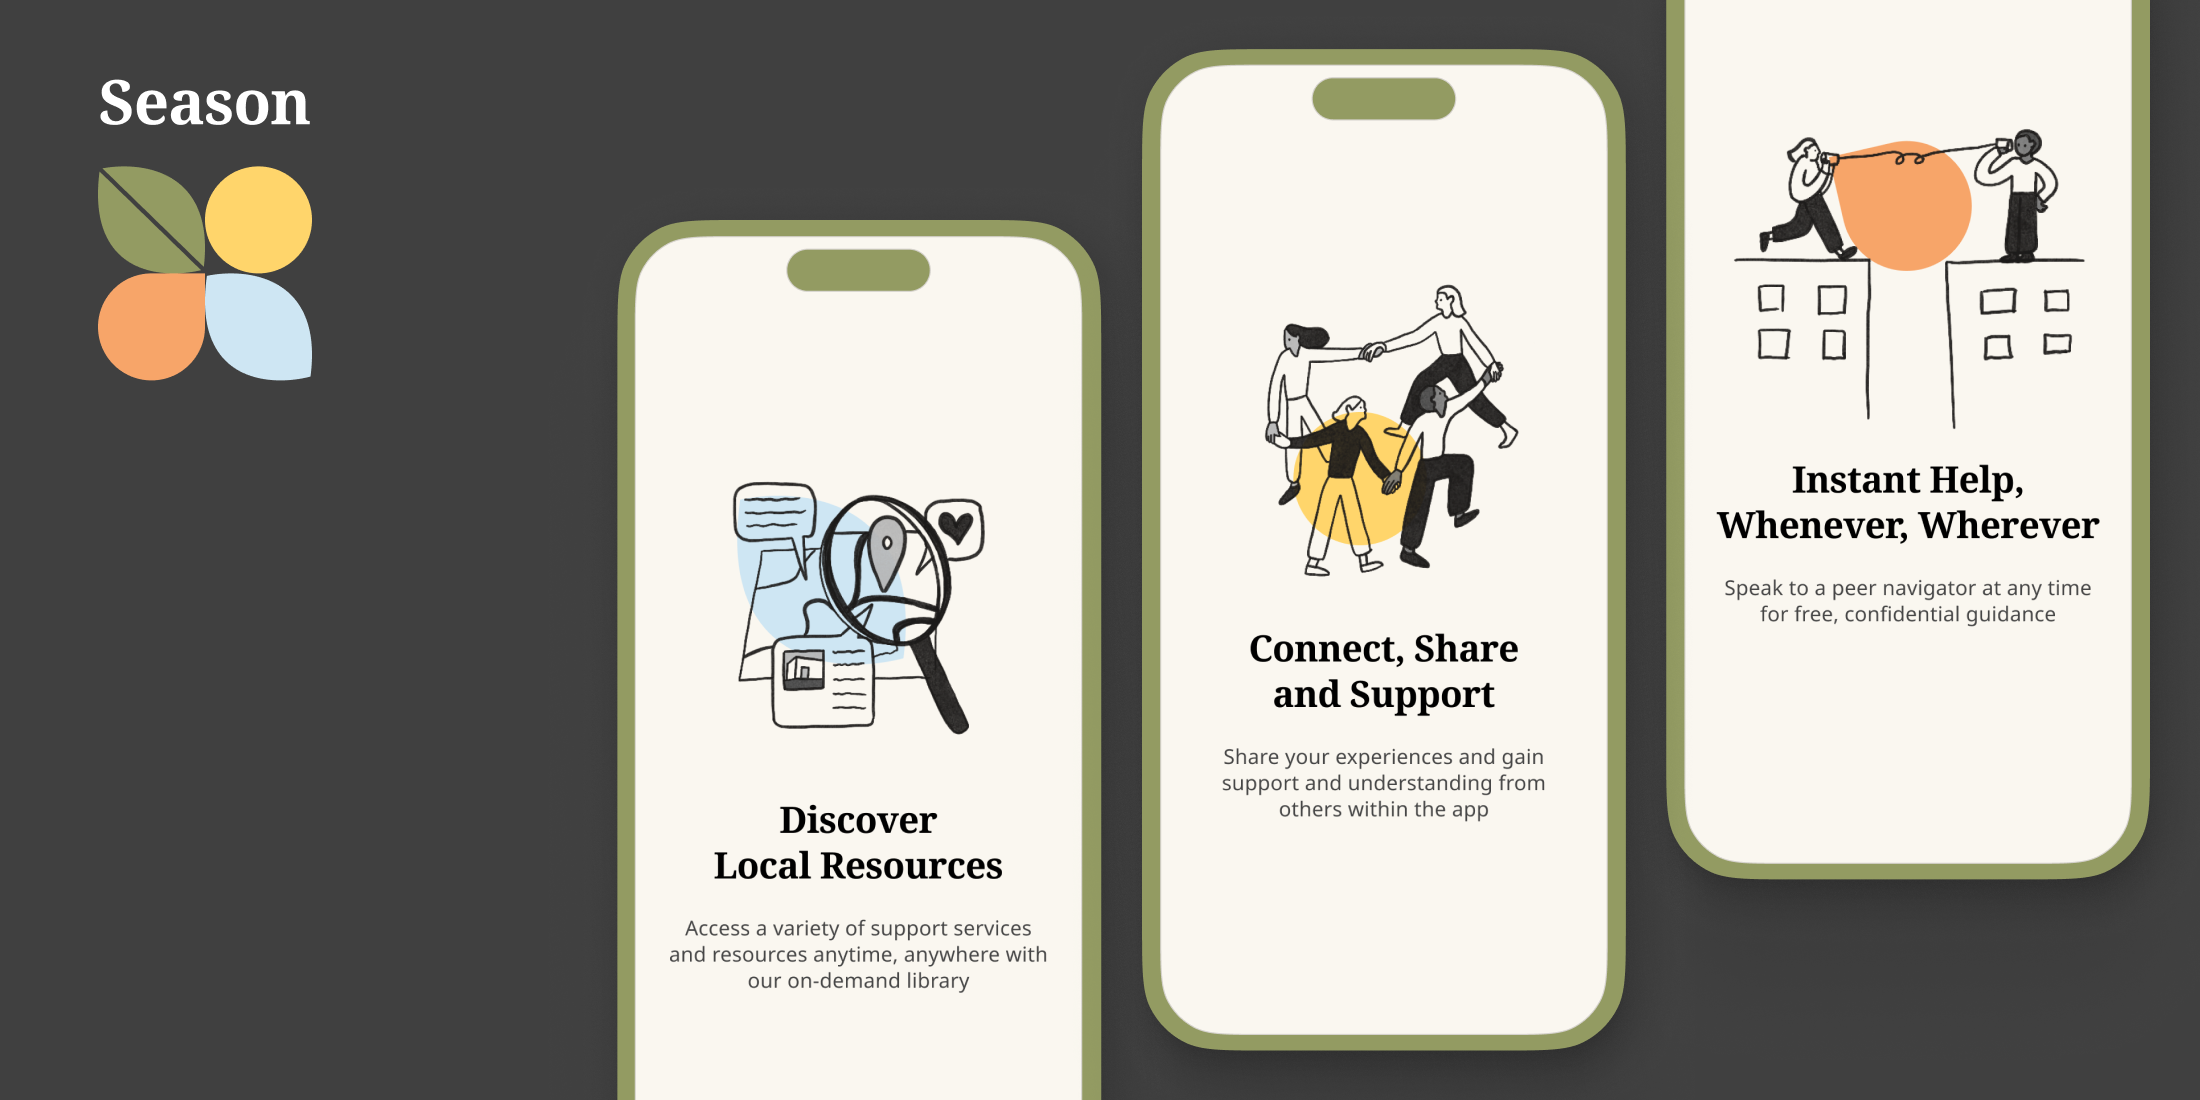 Season
Discover
Local Resources
Access a variety of support services
and resources anytime, anywhere with
our on-demand library
Connect, Share
and Support
Share your experiences and gain
support and understanding from
others within the app
Instant Help,
Whenever, Wherever
Speak to a peer navigator at any time
for free, confidential guidance